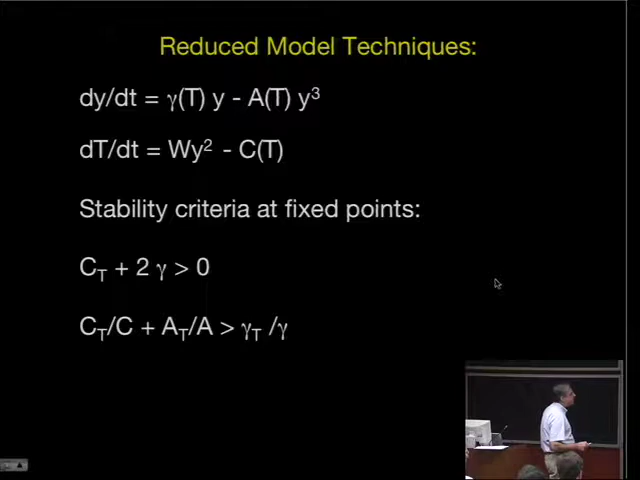 Reduced Model Techniques:
dy/dt = γ(T) y - A(T) y³
dT/dt = Wy² - C(T)
Stability criteria at fixed points:
C_T + 2 γ > 0
C_T/C + A_T/A > γ_T /γ